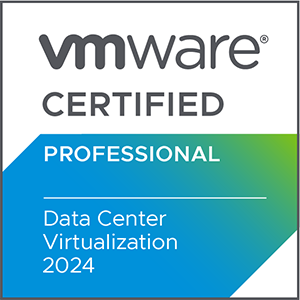 vmware®
CERTIFIED
PROFESSIONAL
Data Center
Virtualization
2024